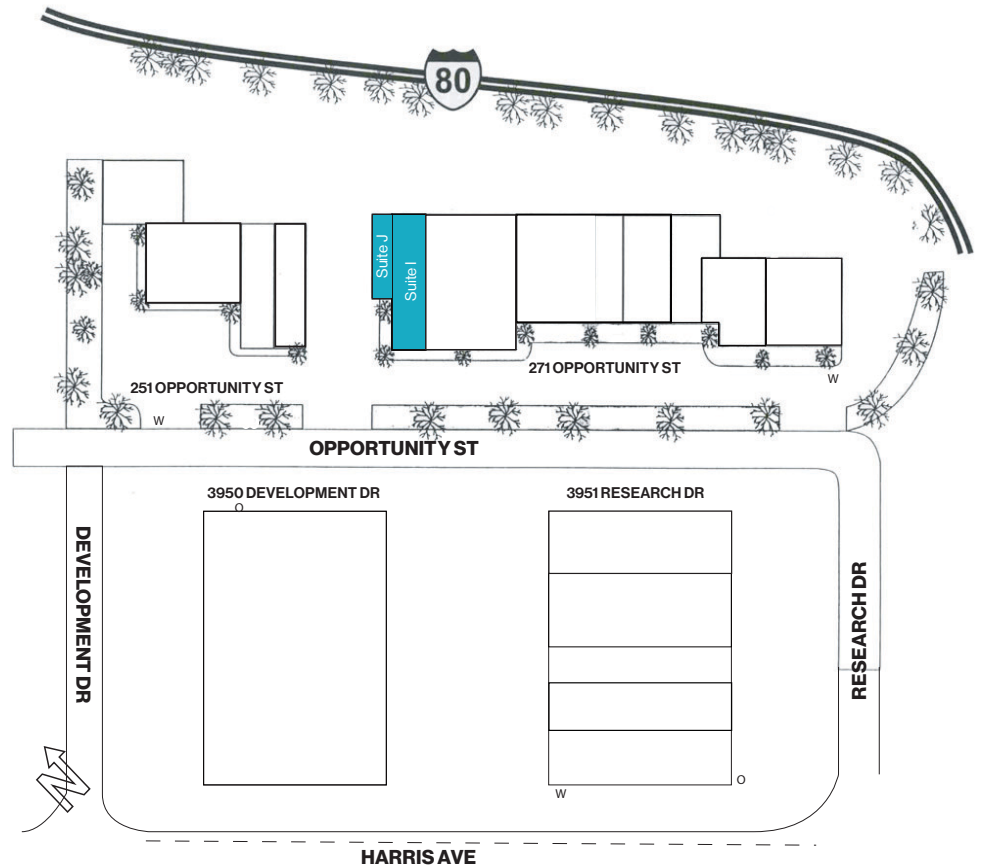 80
Suite J
Suite I
271 OPPORTUNITY ST
W
251 OPPORTUNITY ST
W
OPPORTUNITY ST
3950 DEVELOPMENT DR
O
3951 RESEARCH DR
DEVELOPMENT DR
RESEARCH DR
N
O
W
HARRIS AVE